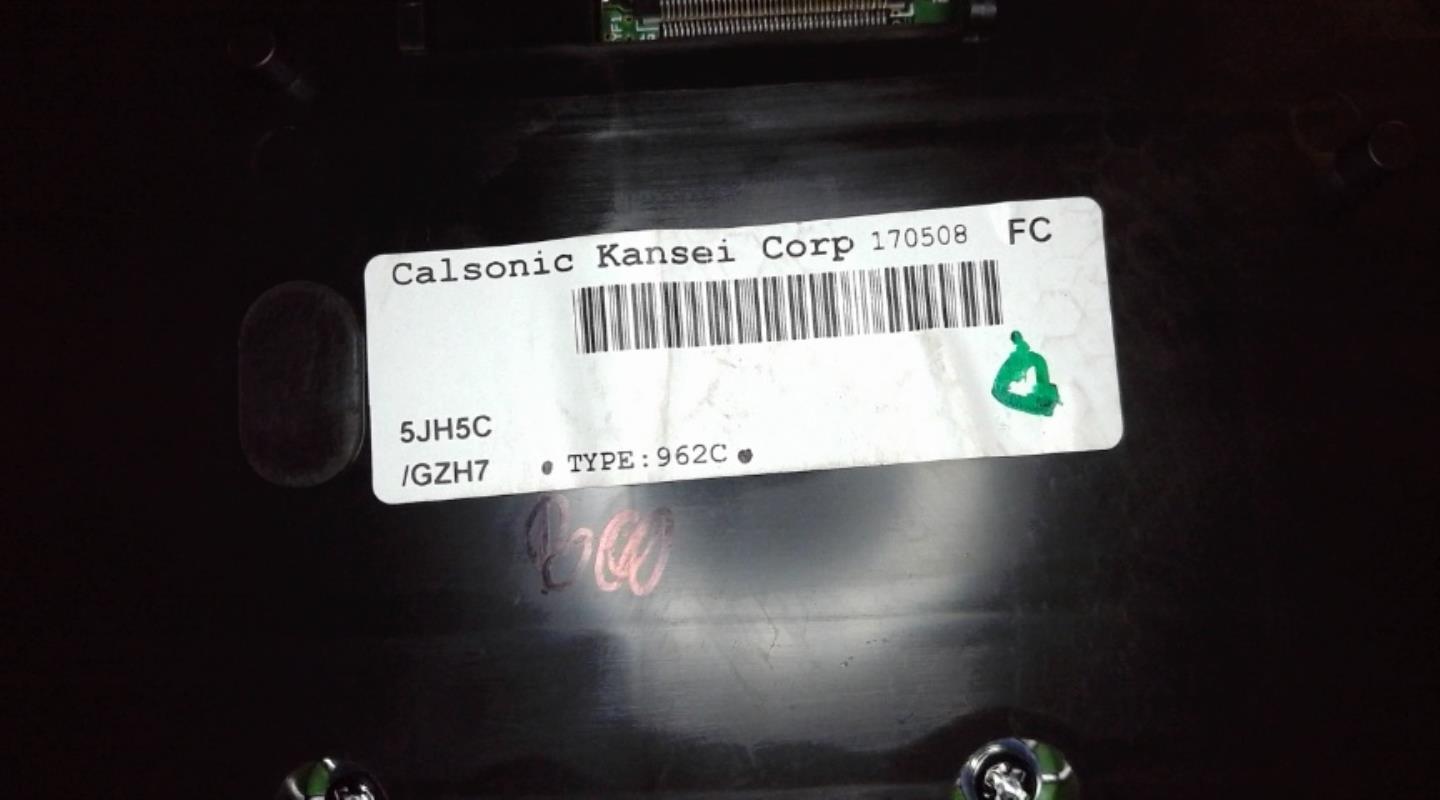 Calsonic Kansei Corp 170508 FC
5JH5C
/GZH7 • TYPE:962C •